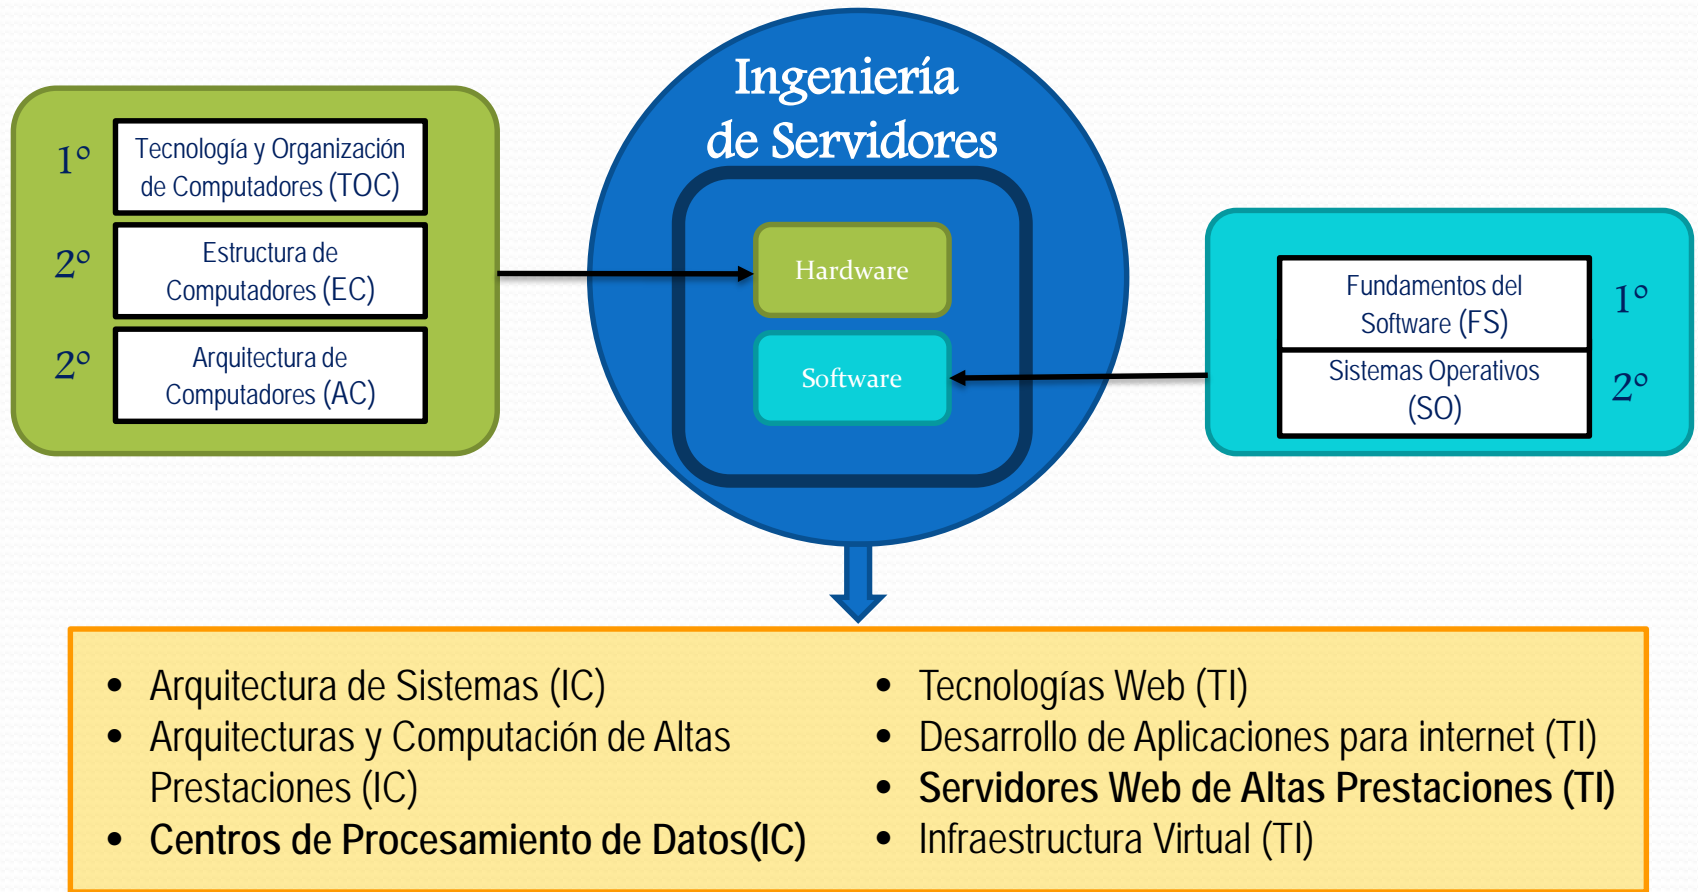 Ingeniería
de Servidores
1º
Tecnología y Organización
de Computadores (TOC)
2º
Estructura de
Computadores (EC)
2º
Arquitectura de
Computadores (AC)
Hardware
Software
Fundamentos del
Software (FS)
1º
Sistemas Operativos
(SO)
2º
• Arquitectura de Sistemas (IC)
• Arquitecturas y Computación de Altas
Prestaciones (IC)
• Centros de Procesamiento de Datos(IC)
• Tecnologías Web (TI)
• Desarrollo de Aplicaciones para internet (TI)
• Servidores Web de Altas Prestaciones (TI)
• Infraestructura Virtual (TI)